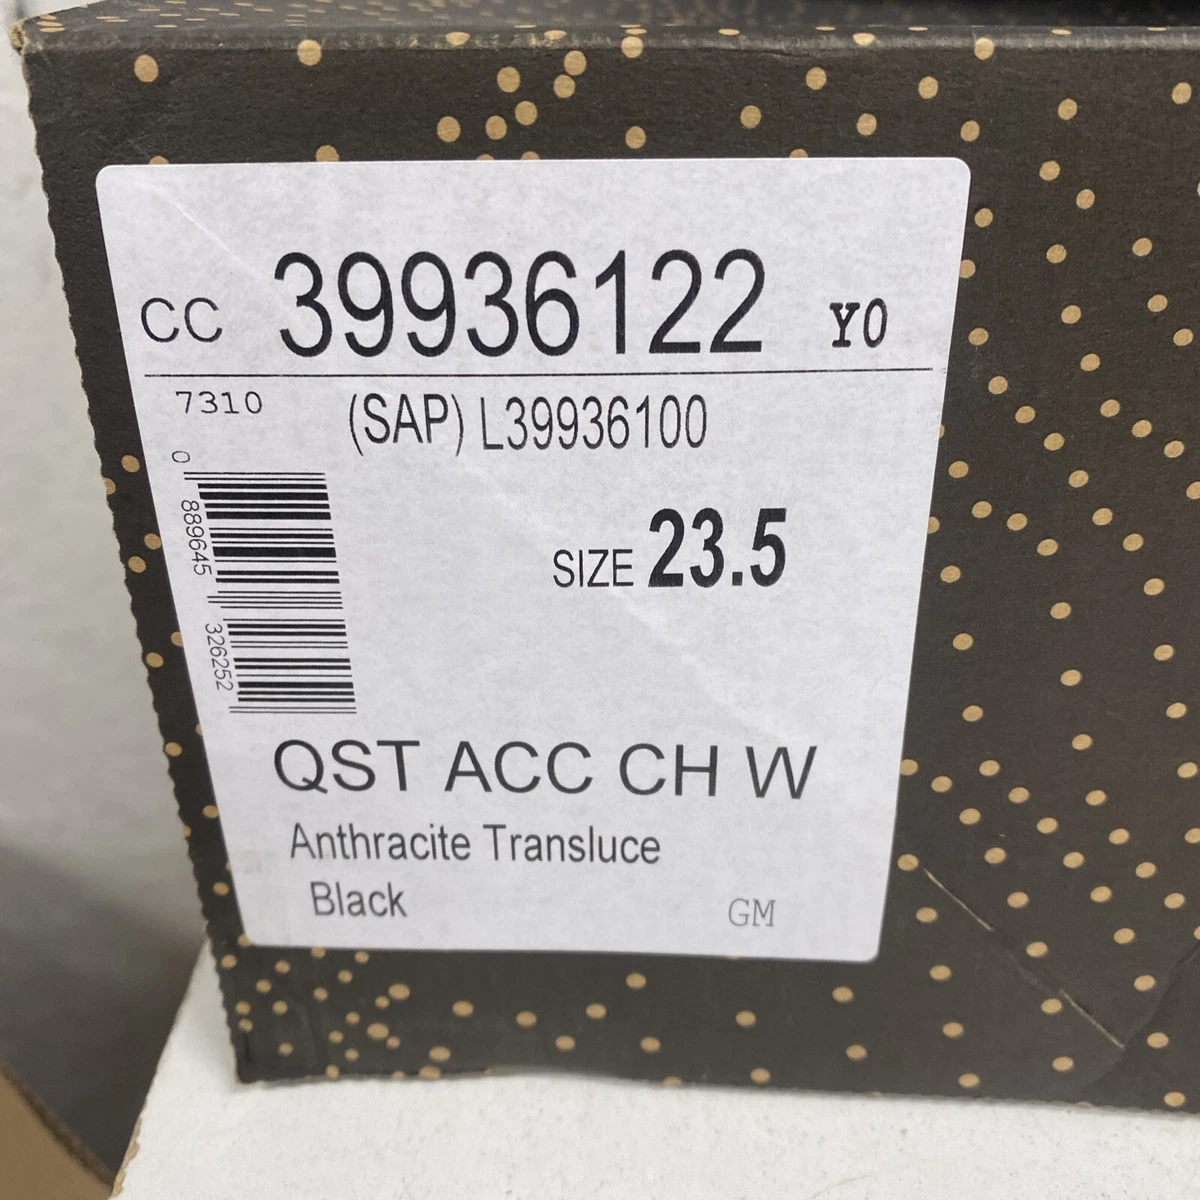 CC 39936122 Y0
7310 (SAP) L39936100
0 889645 326252
SIZE 23.5
QST ACC CH W
Anthracite Transluce
Black GM